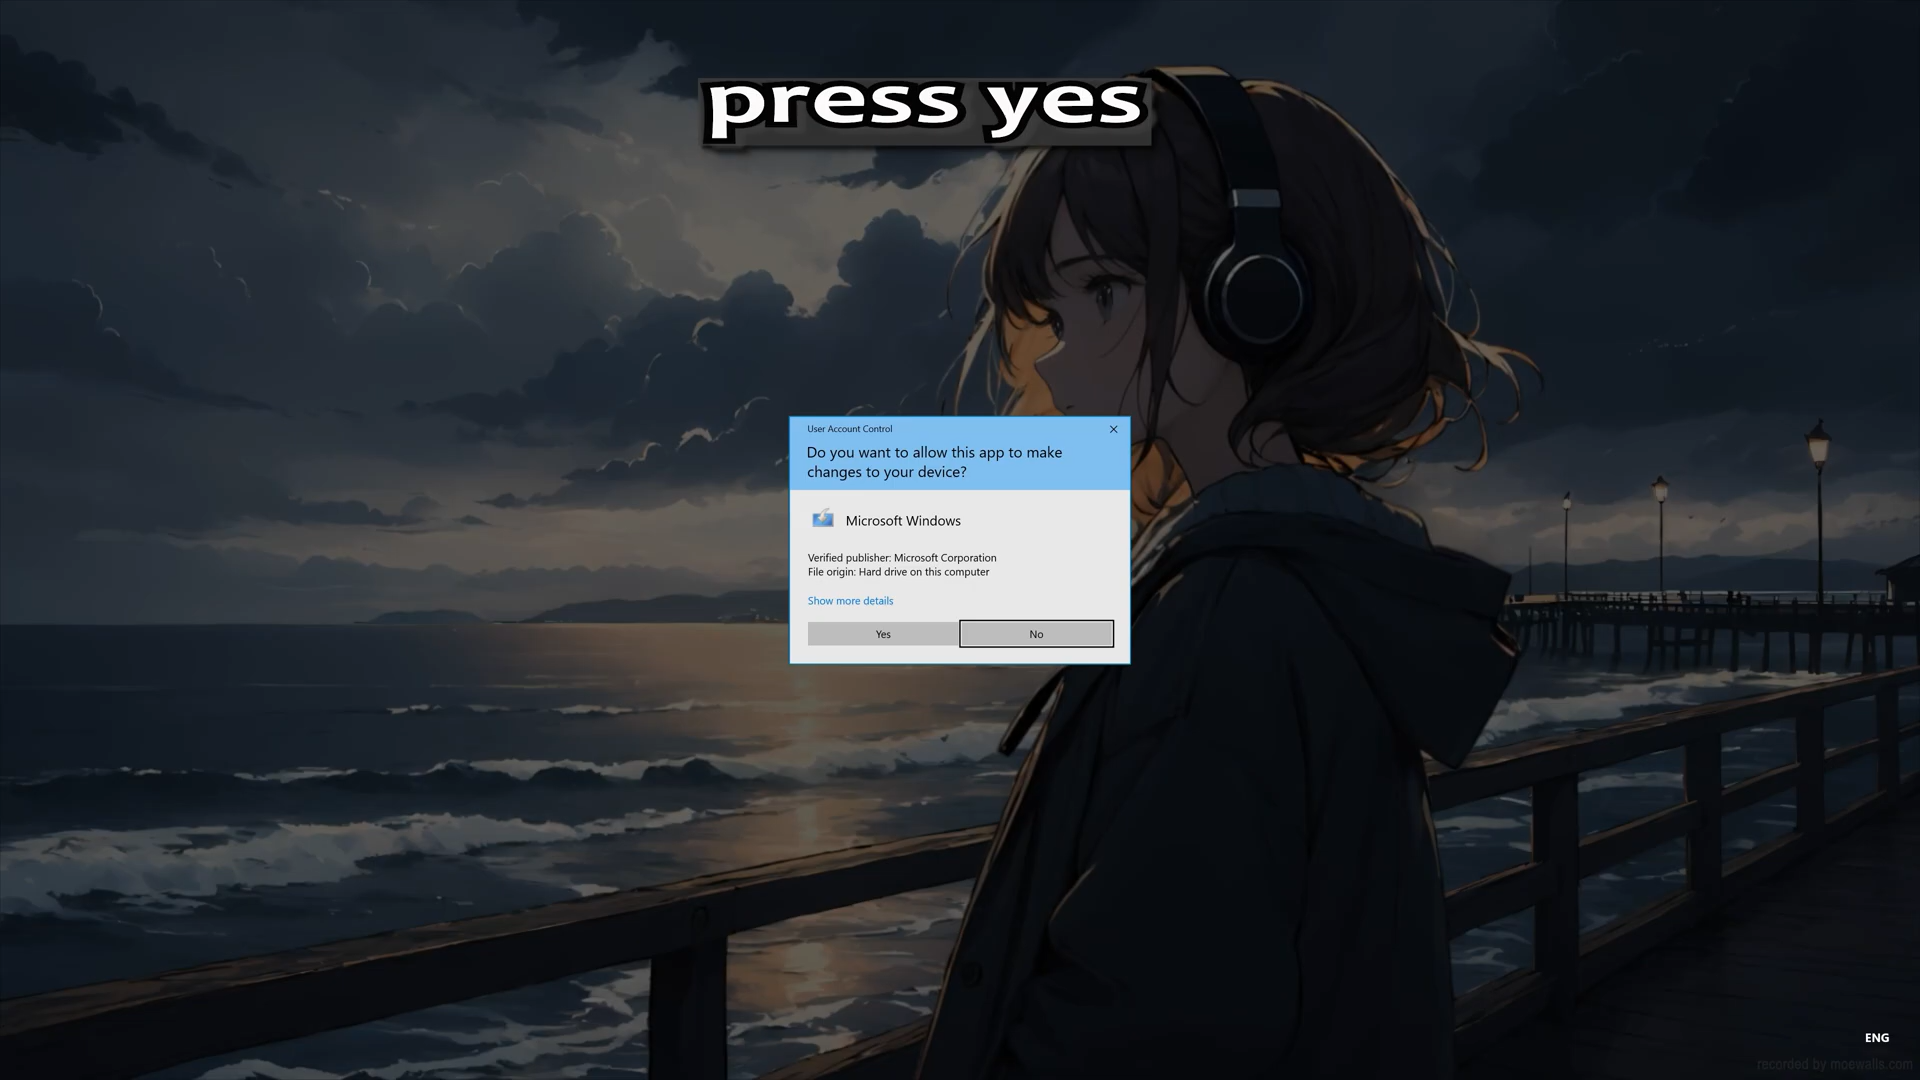 press yes
User Account Control
Do you want to allow this app to make
changes to your device?
Microsoft Windows
Verified publisher: Microsoft Corporation
File origin: Hard drive on this computer
Show more details
Yes
No
ENG
recorded by moewalls.com